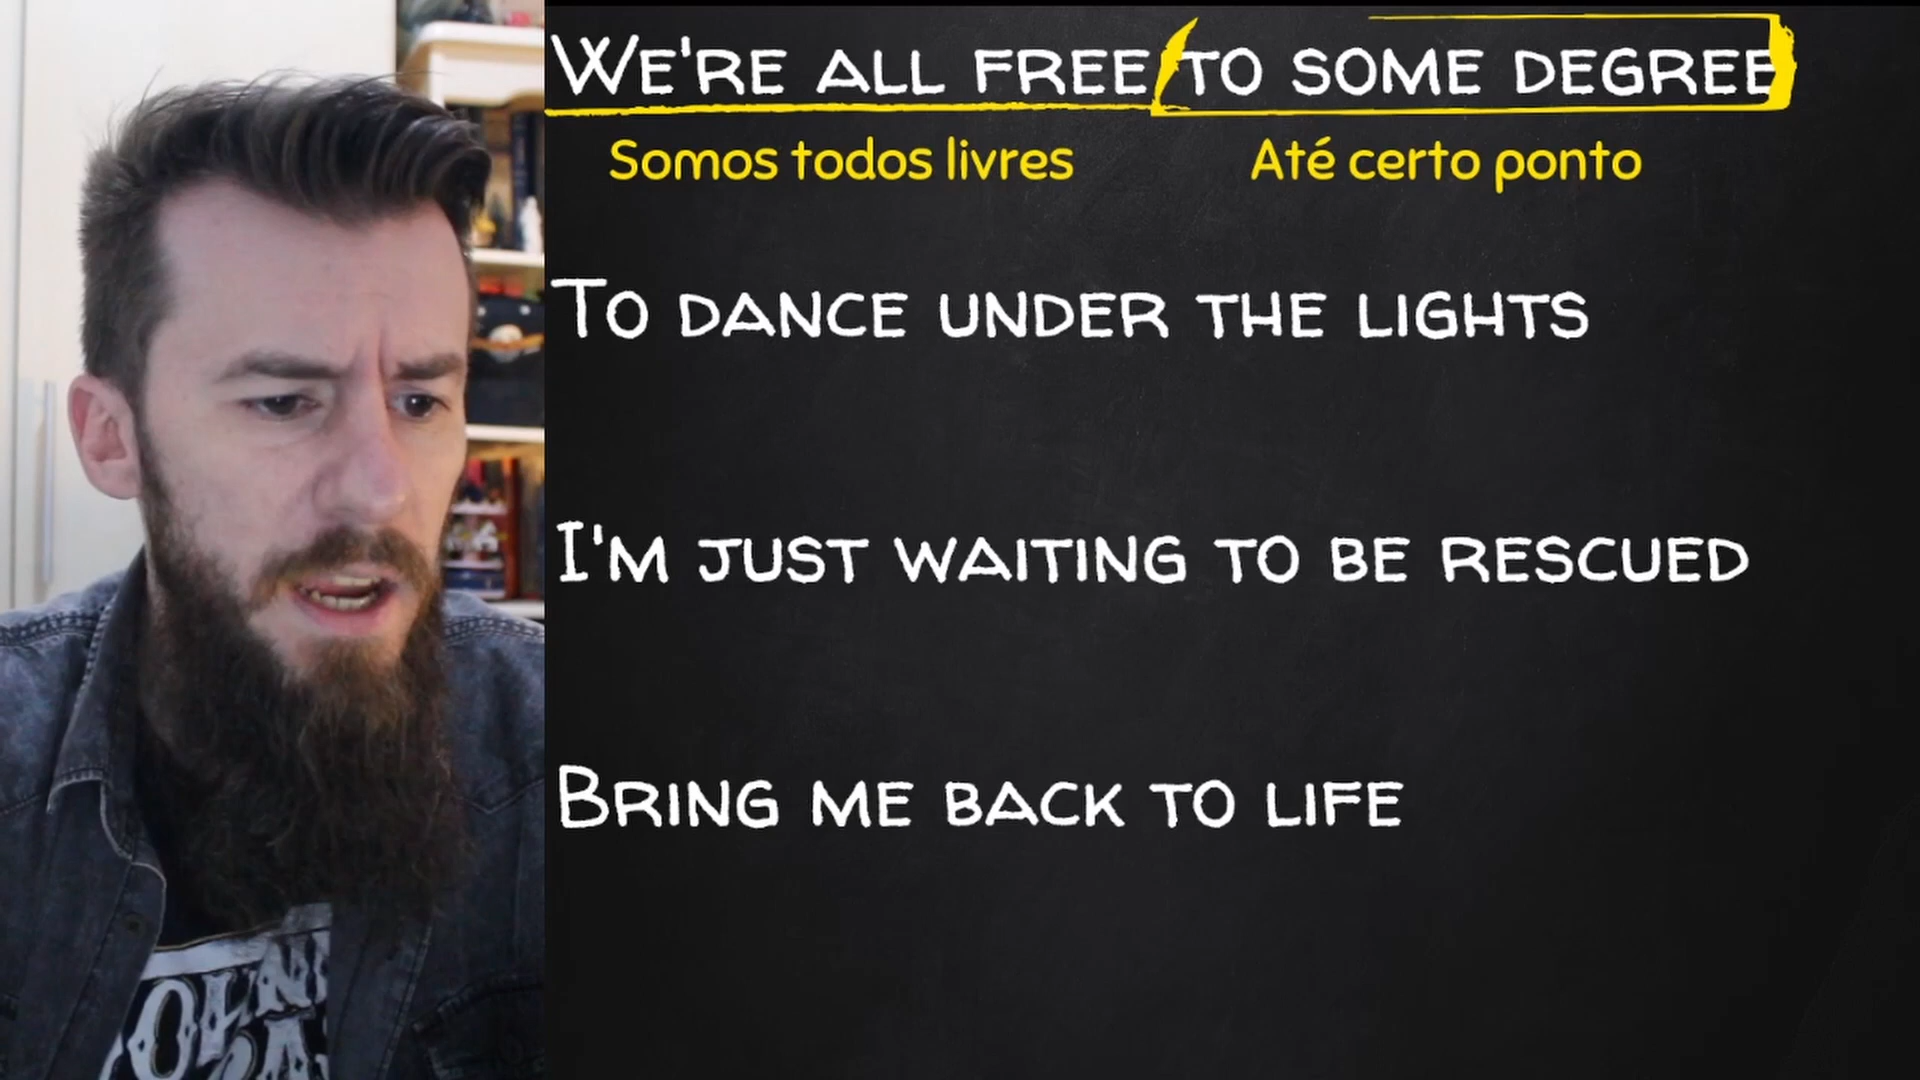 WE'RE ALL FREE TO SOME DEGREE
Somos todos livres Até certo ponto
TO DANCE UNDER THE LIGHTS
I'M JUST WAITING TO BE RESCUED
BRING ME BACK TO LIFE